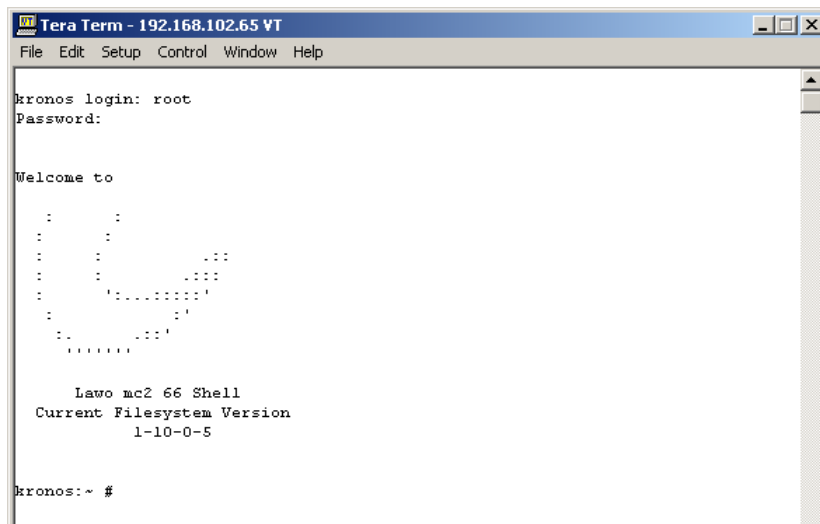 Tera Term - 192.168.102.65 VT
File Edit Setup Control Window Help
kronos login: root
Password:
Welcome to
Lawo mc2 66 Shell
Current Filesystem Version
1-10-0-5
kronos:~ #